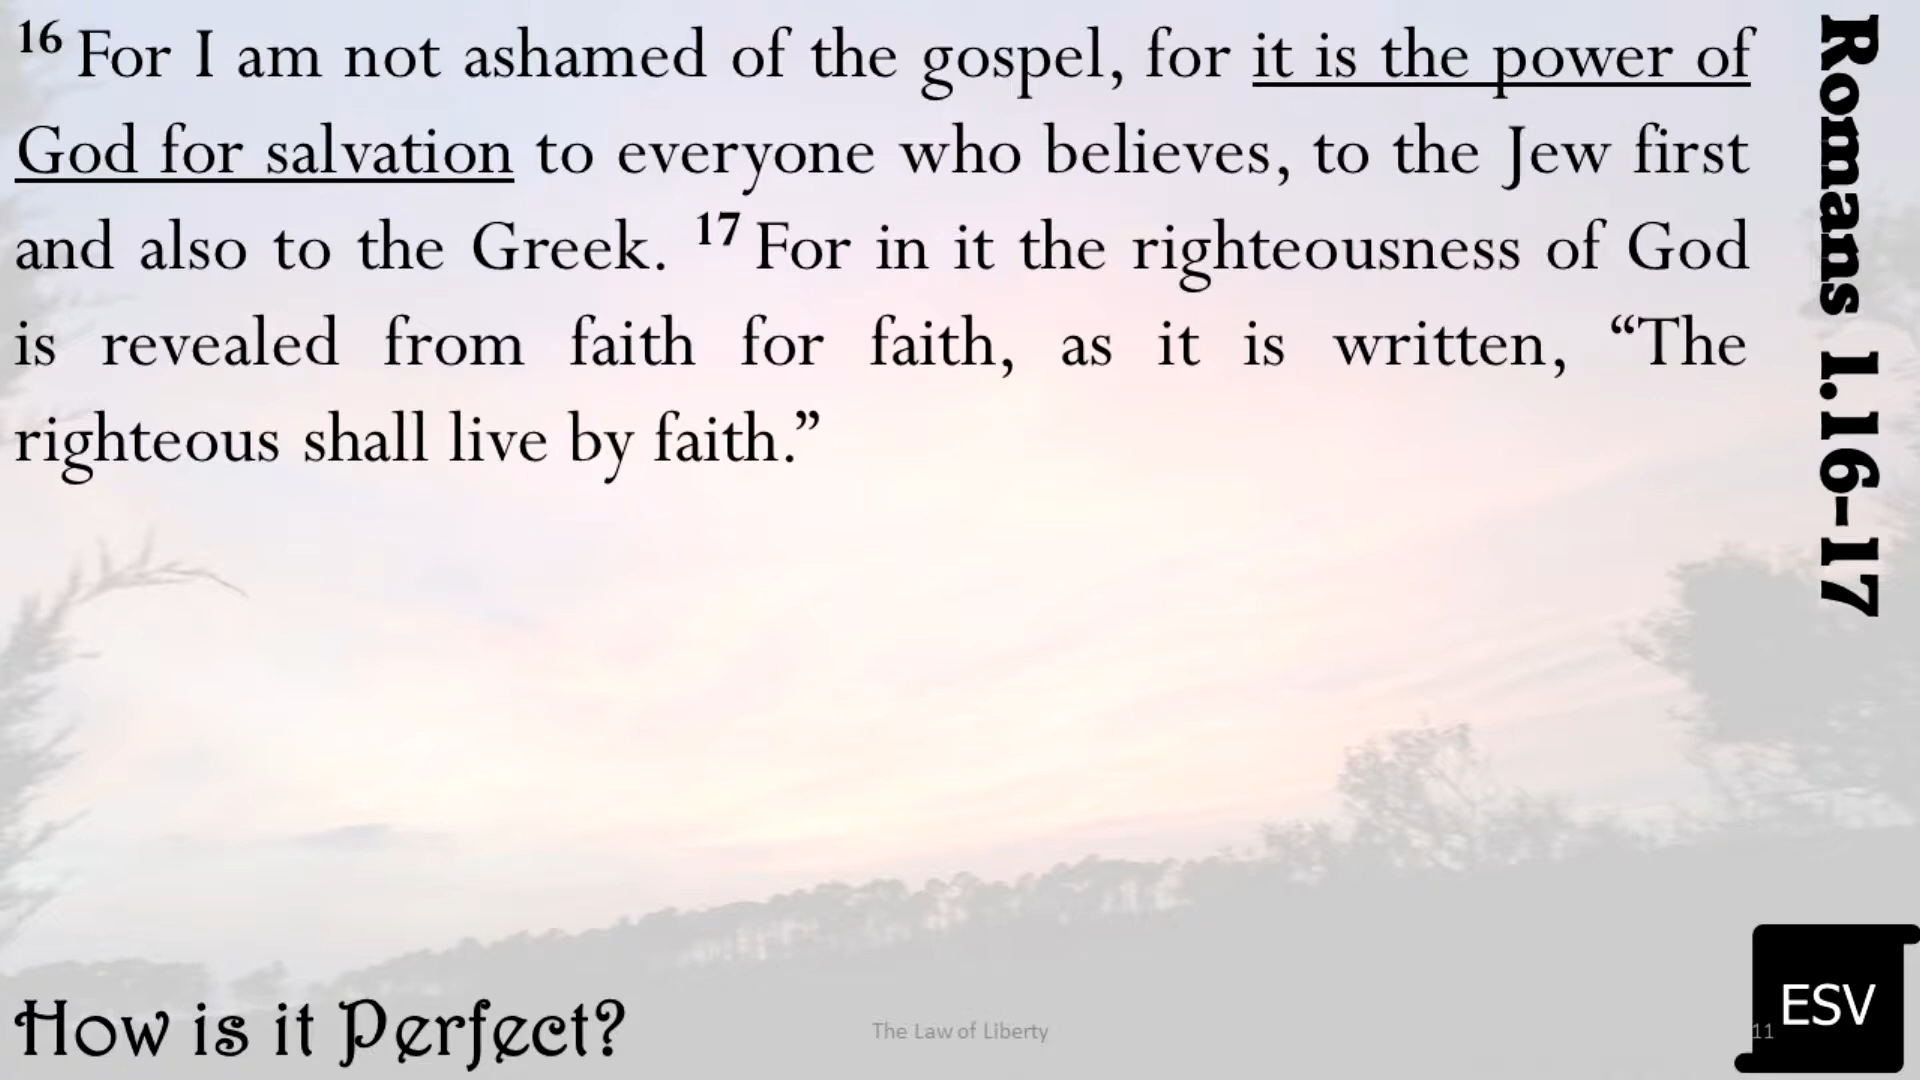 16 For I am not ashamed of the gospel, for it is the power of
God for salvation to everyone who believes, to the Jew first
and also to the Greek. 17 For in it the righteousness of God
is revealed from faith for faith, as it is written, “The
righteous shall live by faith.”
Romans 1.16-17
How is it Perfect?
The Law of Liberty
11
ESV